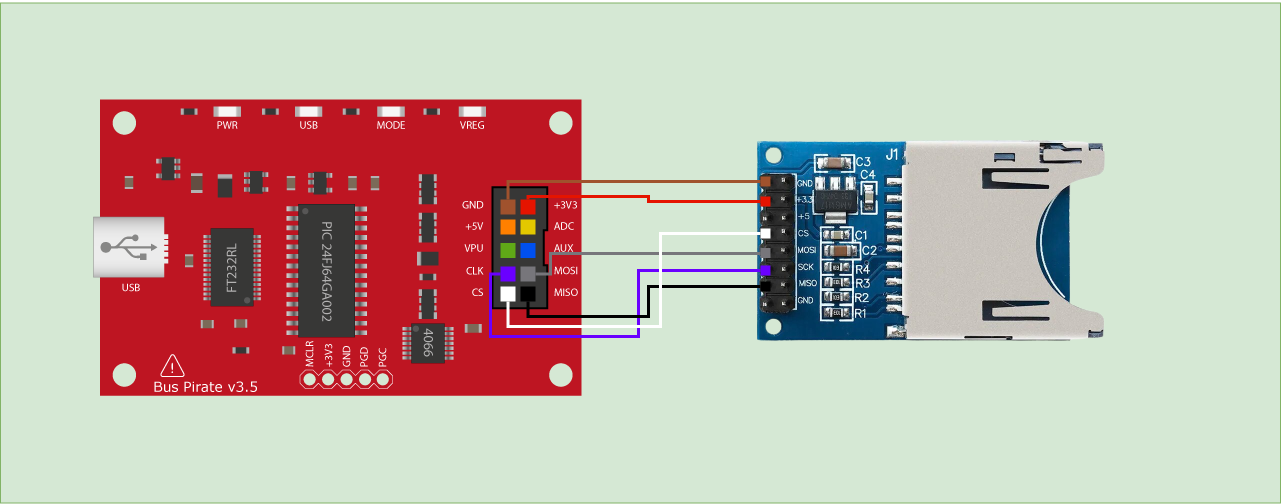 PWR
USB
MODE
VREG
GND
+3V3
+5V
ADC
VPU
AUX
CLK
MOSI
CS
MISO
USB
FT232RL
PIC 24FJ64GA002
4066
MCLR
+3V3
GND
PGD
PGC
Bus Pirate v3.5
J1
C3
C4
GND
+3.3
+5
CS
MOSI
SCK
MISO
GND
C1
C2
R4
R3
R2
R1